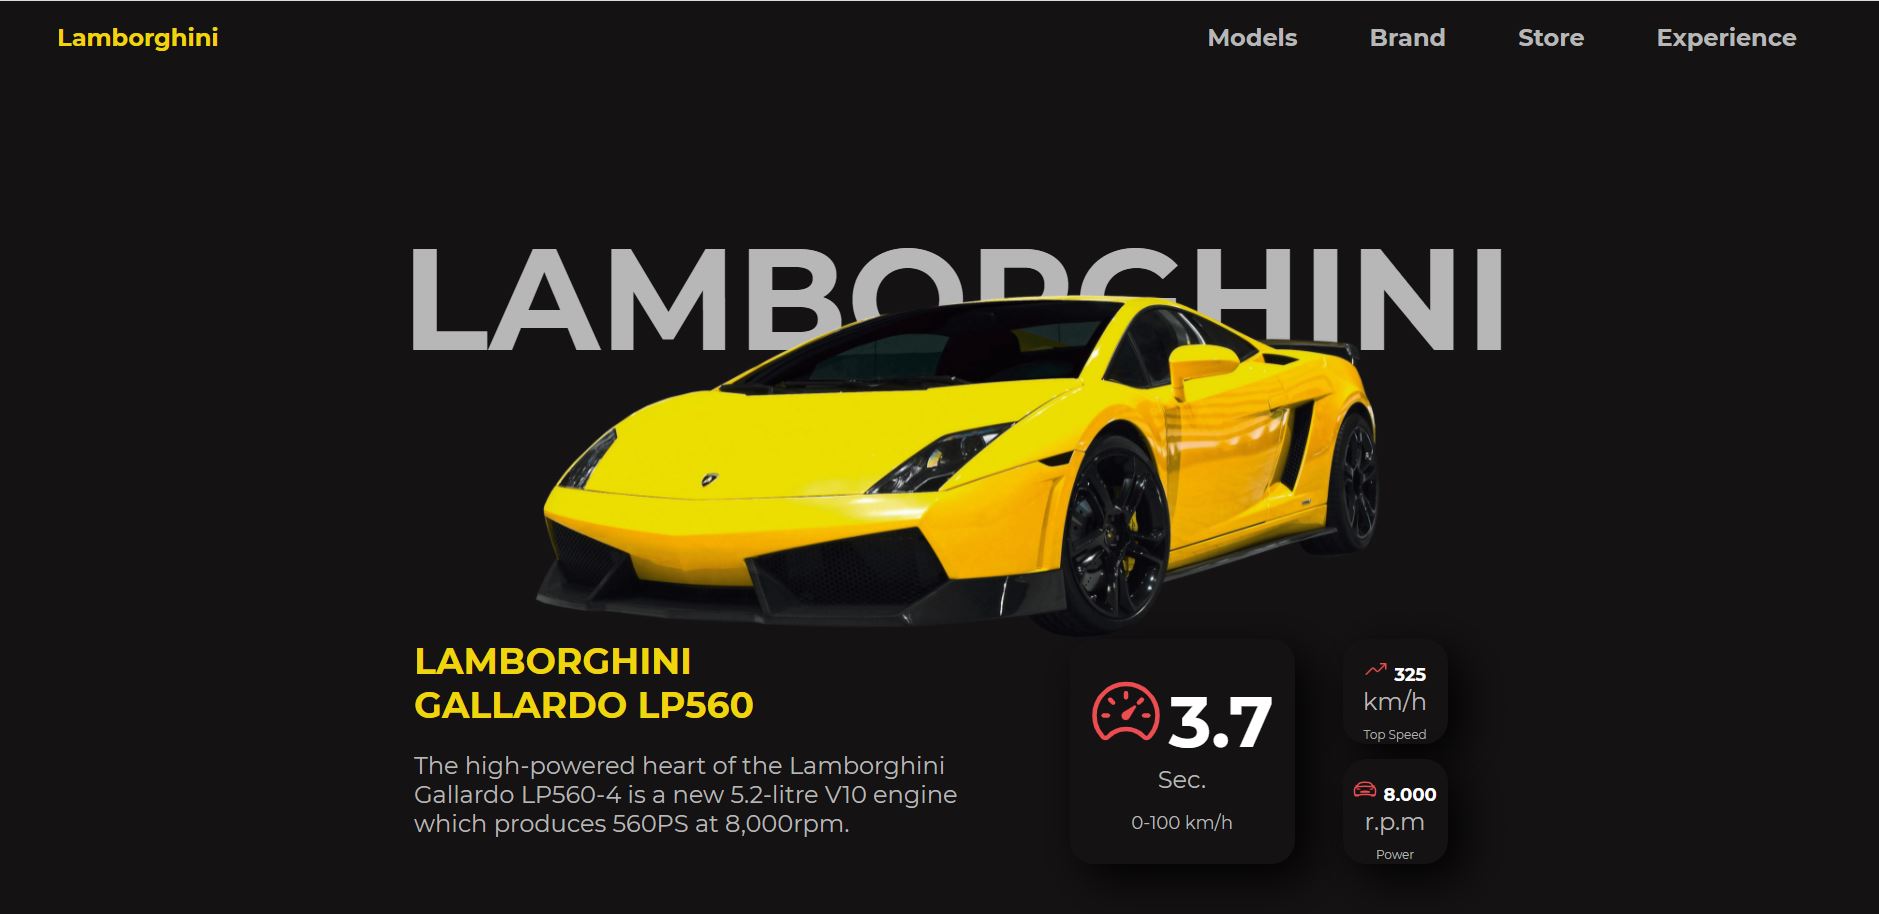 Lamborghini
Models Brand Store Experience
LAMBORGHINI
LAMBORGHINI
GALLARDO LP560
The high-powered heart of the Lamborghini
Gallardo LP560-4 is a new 5.2-litre V10 engine
which produces 560PS at 8,000rpm.
3.7
Sec.
0-100 km/h
325
km/h
Top Speed
8.000
r.p.m
Power